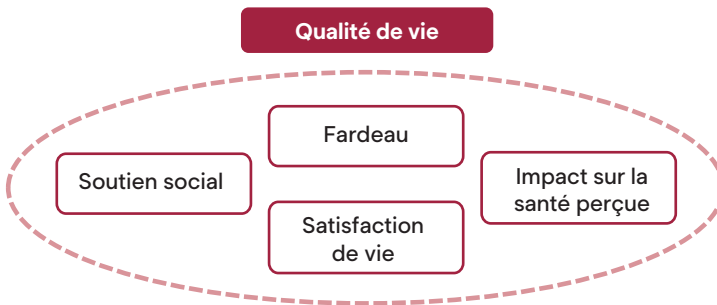 Qualité de vie
Fardeau
Soutien social
Impact sur la
santé perçue
Satisfaction
de vie